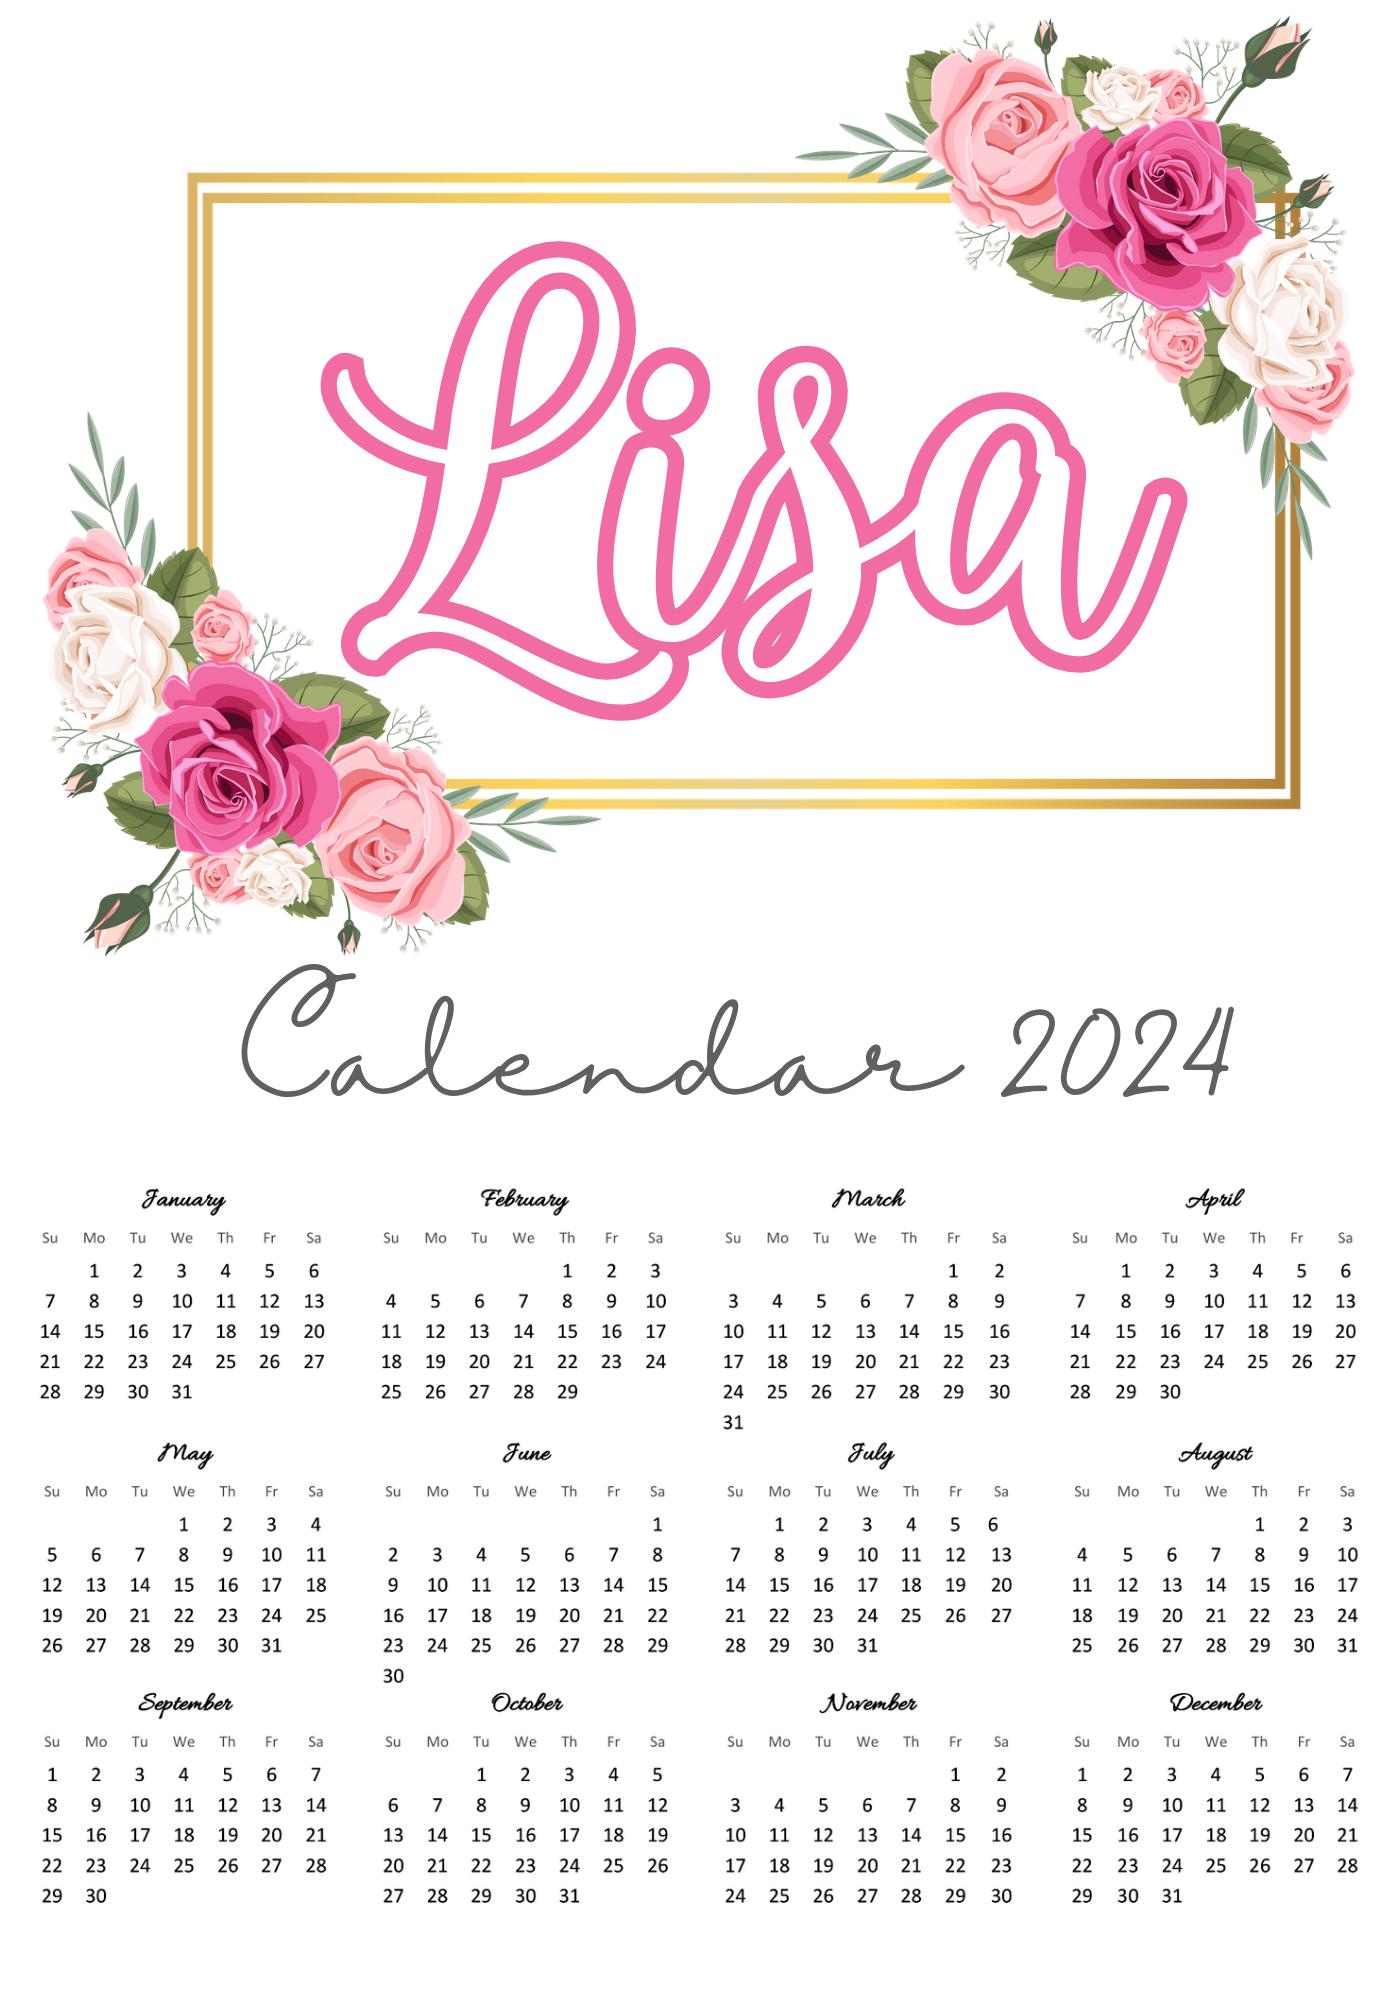 Lisa
Calendar 2024
January February March April
Su Mo Tu We Th Fr Sa Su Mo Tu We Th Fr Sa Su Mo Tu We Th Fr Sa Su Mo Tu We Th Fr Sa
1 2 3 4 5 6 1 2 3 1 2 1 2 3 4 5 6
7 8 9 10 11 12 13 4 5 6 7 8 9 10 3 4 5 6 7 8 9 7 8 9 10 11 12 13
14 15 16 17 18 19 20 11 12 13 14 15 16 17 10 11 12 13 14 15 16 14 15 16 17 18 19 20
21 22 23 24 25 26 27 18 19 20 21 22 23 24 17 18 19 20 21 22 23 21 22 23 24 25 26 27
28 29 30 31 25 26 27 28 29 24 25 26 27 28 29 30 28 29 30
31
May June July August
Su Mo Tu We Th Fr Sa Su Mo Tu We Th Fr Sa Su Mo Tu We Th Fr Sa Su Mo Tu We Th Fr Sa
1 2 3 4 1 1 2 3 4 5 6 1 2 3
5 6 7 8 9 10 11 2 3 4 5 6 7 8 7 8 9 10 11 12 13 4 5 6 7 8 9 10
12 13 14 15 16 17 18 9 10 11 12 13 14 15 14 15 16 17 18 19 20 11 12 13 14 15 16 17
19 20 21 22 23 24 25 16 17 18 19 20 21 22 21 22 23 24 25 26 27 18 19 20 21 22 23 24
26 27 28 29 30 31 23 24 25 26 27 28 29 28 29 30 31 25 26 27 28 29 30 31
30
September October November December
Su Mo Tu We Th Fr Sa Su Mo Tu We Th Fr Sa Su Mo Tu We Th Fr Sa Su Mo Tu We Th Fr Sa
1 2 3 4 5 6 7 1 2 3 4 5 1 2 1 2 3 4 5 6 7
8 9 10 11 12 13 14 6 7 8 9 10 11 12 3 4 5 6 7 8 9 8 9 10 11 12 13 14
15 16 17 18 19 20 21 13 14 15 16 17 18 19 10 11 12 13 14 15 16 15 16 17 18 19 20 21
22 23 24 25 26 27 28 20 21 22 23 24 25 26 17 18 19 20 21 22 23 22 23 24 25 26 27 28
29 30 27 28 29 30 31 24 25 26 27 28 29 30 29 30 31